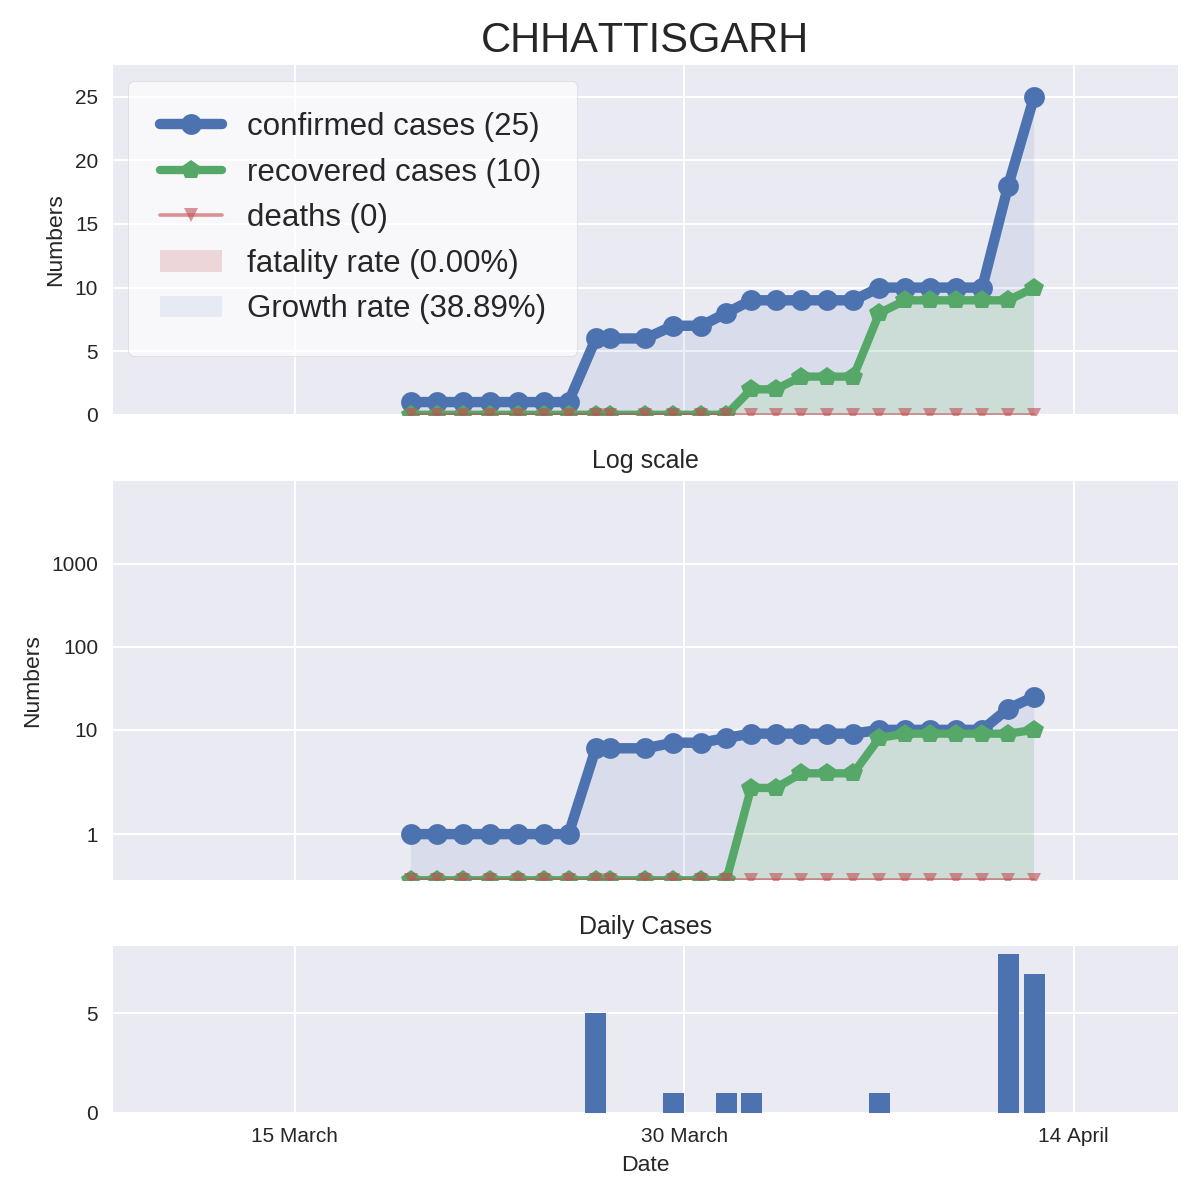 CHHATTISGARH
25
20
15
10
5
0
Numbers
confirmed cases (25)
recovered cases (10)
deaths (0)
fatality rate (0.00%)
Growth rate (38.89%)
Log scale
1000
100
10
1
Numbers
Daily Cases
5
0
15 March 30 March 14 April
Date